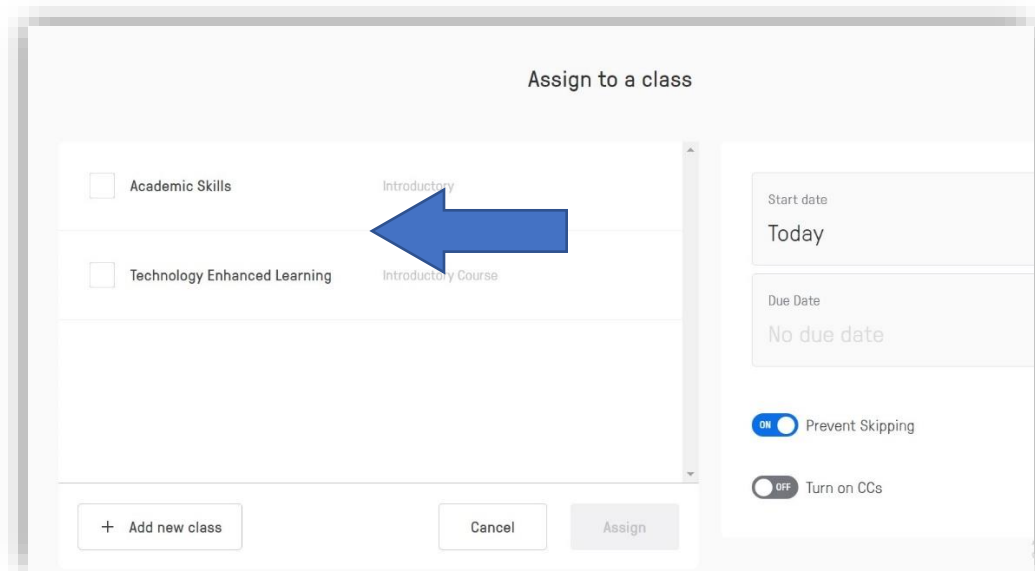 Assign to a class
Academic Skills Introductory
Technology Enhanced Learning Introductory Course
+ Add new class
Cancel
Assign
Start date
Today
Due Date
No due date
ON Prevent Skipping
OFF Turn on CCs